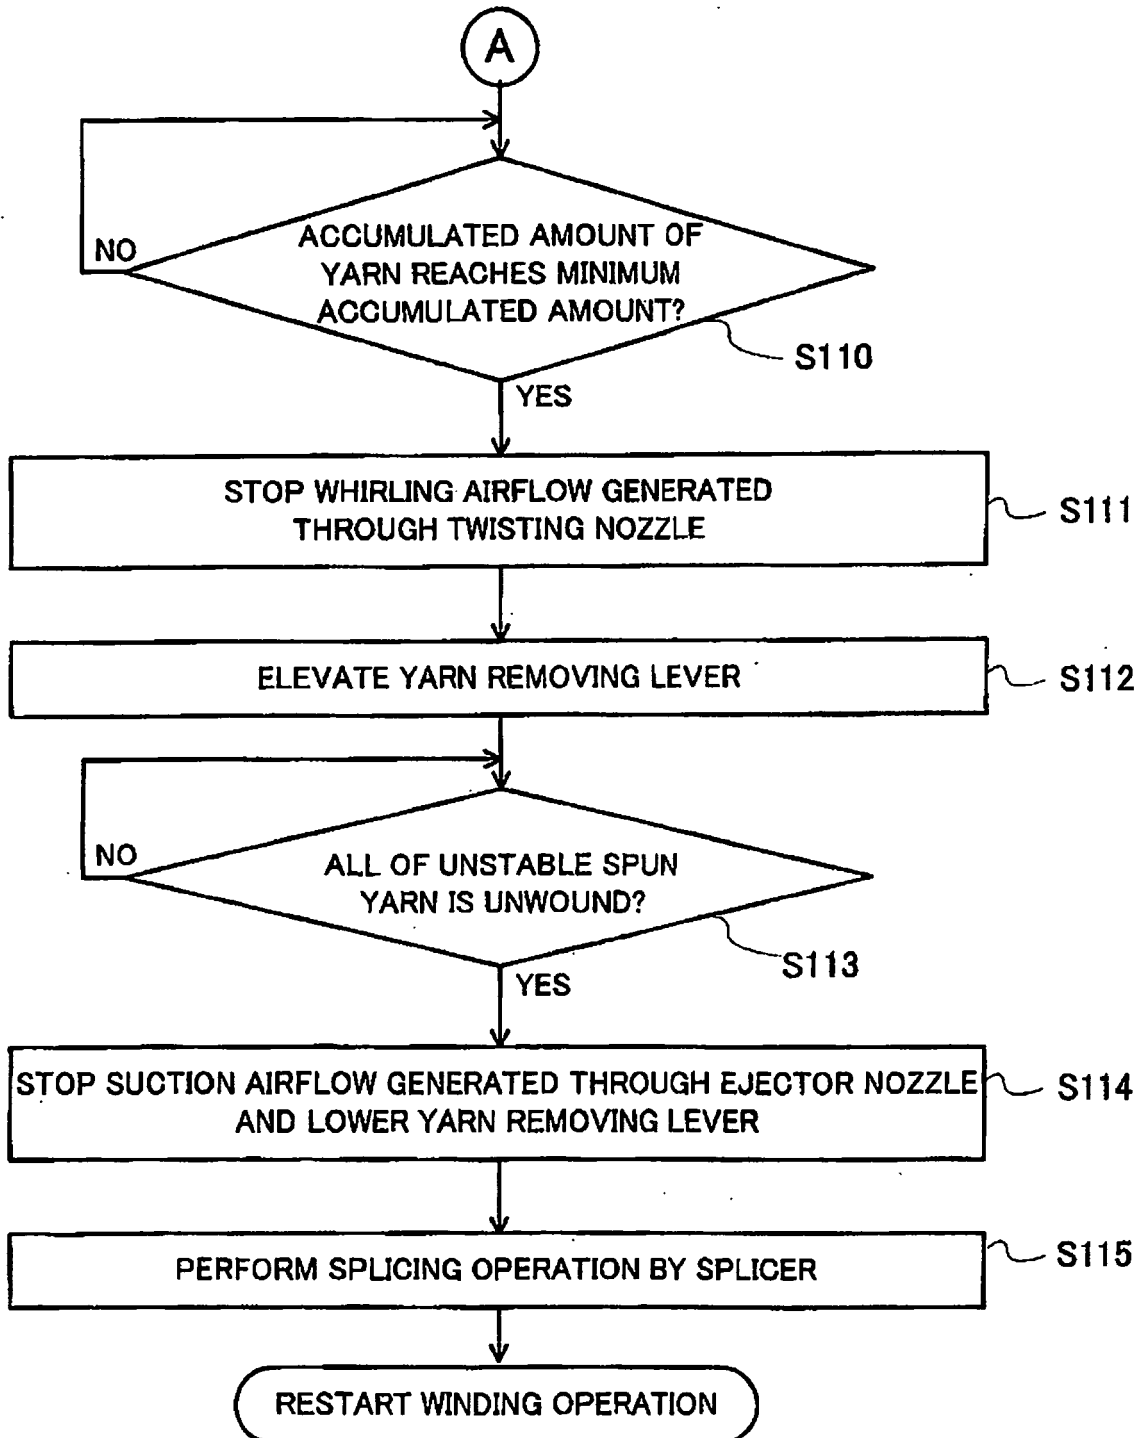 A
NO
ACCUMULATED AMOUNT OF
YARN REACHES MINIMUM
ACCUMULATED AMOUNT?
S110
YES
STOP WHIRLING AIRFLOW GENERATED
THROUGH TWISTING NOZZLE
S111
ELEVATE YARN REMOVING LEVER
S112
NO
ALL OF UNSTABLE SPUN
YARN IS UNWOUND?
S113
YES
STOP SUCTION AIRFLOW GENERATED THROUGH EJECTOR NOZZLE
AND LOWER YARN REMOVING LEVER
S114
PERFORM SPLICING OPERATION BY SPLICER
S115
RESTART WINDING OPERATION